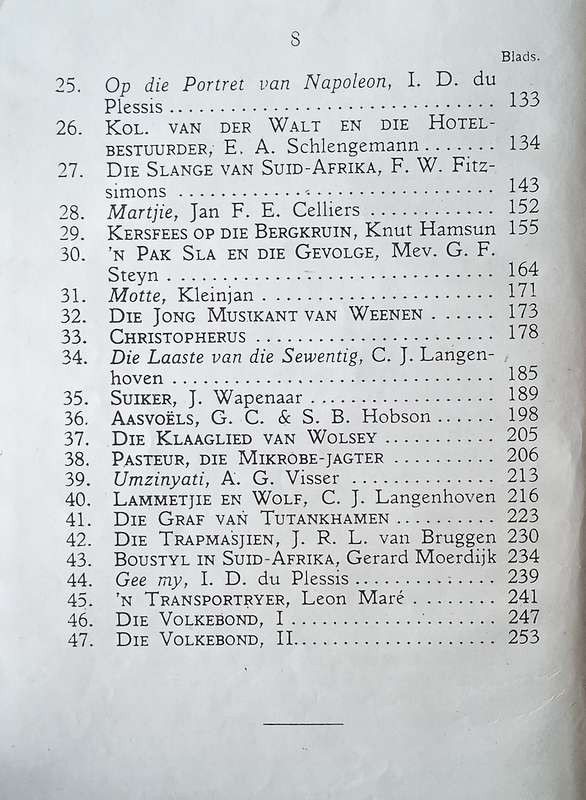 8
Blads.
25. Op die Portret van Napoleon, I. D. du
Plessis ................................ 133
26. KOL. VAN DER WALT EN DIE HOTEL-
BESTUURDER, E. A. Schlengemann ....... 134
27. DIE SLANGE VAN SUID-AFRIKA, F. W. Fitz-
simons ................................ 143
28. Martjie, Jan F. E. Celliers ............ 152
29. KERSFEES OP DIE BERGKRUIN, Knut Hamsun 155
30. 'N PAK SLA EN DIE GEVOLGE, Mev. G. F.
Steyn ................................ 164
31. Motte, Kleinjan ....................... 171
32. DIE JONG MUSIKANT VAN WEENEN ...... 173
33. CHRISTOPHERUS ........................ 178
34. Die Laaste van die Sewentig, C. J. Langen-
hoven ................................ 185
35. SUIKER, J. Wapenaar .................. 189
36. AASVOËLS, G. C. & S. B. Hobson ...... 198
37. DIE KLAAGLIED VAN WOLSEY ........... 205
38. PASTEUR, DIE MIKROBE-JAGTER .......... 206
39. Umzinyati, A. G. Visser ............... 213
40. LAMMETJIE EN WOLF, C. J. Langenhoven 216
41. DIE GRAF VAN TUTANKHAMEN .......... 223
42. DIE TRAPMASJIEN, J. R. L. van Bruggen 230
43. BOUSTYL IN SUID-AFRIKA, Gerard Moerdijk 234
44. Gee my, I. D. du Plessis .............. 239
45. 'N TRANSPORTRYER, Leon Maré ........ 241
46. DIE VOLKEBOND, I ..................... 247
47. DIE VOLKEBOND, II .................... 253